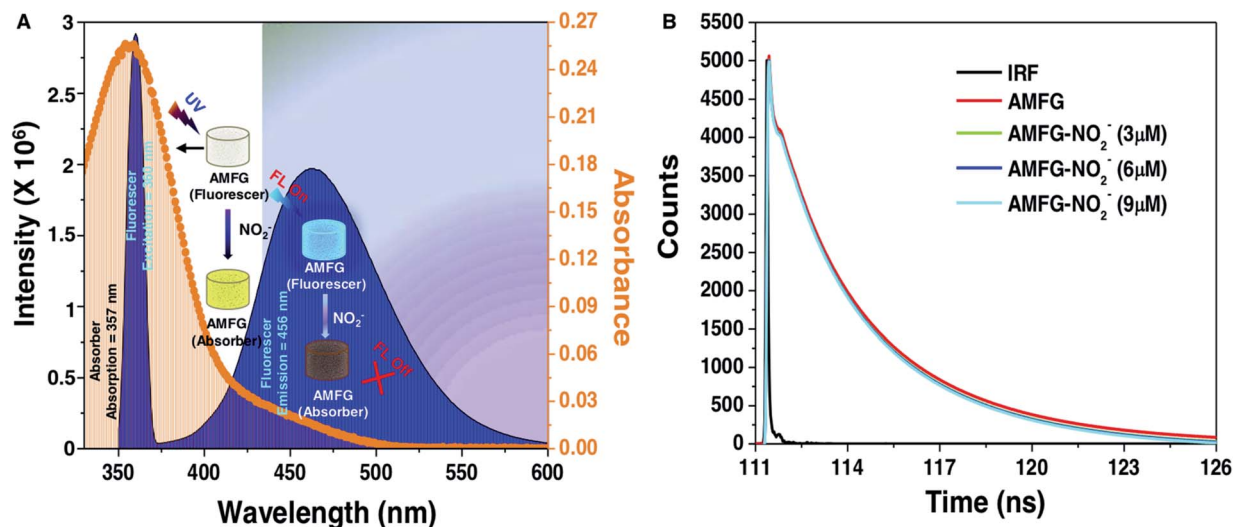 A
3
2.5
2
1.5
1
0.5
0
Intensity (X 10⁶)
350
400
450
500
550
600
Wavelength (nm)
0.27
0.24
0.21
0.18
0.15
0.12
0.09
0.06
0.03
0.00
Absorbance
UV
AMFG
(Fluorescer)
NO₂⁻
AMFG
(Absorber)
Absorber
Absorption = 357 nm
Fluorescer
Excitation = 360 nm
FL On
AMFG
(Fluorescer)
NO₂⁻
FL Off
AMFG
(Absorber)
Fluorescer
Emission = 456 nm
B
5500
5000
4500
4000
3500
3000
2500
2000
1500
1000
500
0
Counts
IRF
AMFG
AMFG-NO₂⁻ (3μM)
AMFG-NO₂⁻ (6μM)
AMFG-NO₂⁻ (9μM)
111
114
117
120
123
126
Time (ns)